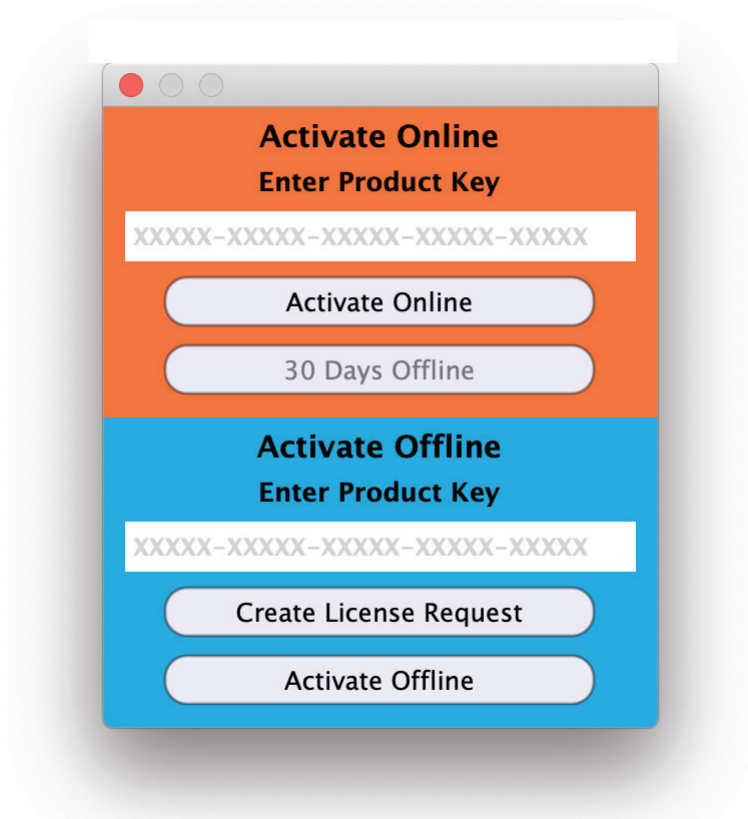 Activate Online
Enter Product Key
XXXXX-XXXXX-XXXXX-XXXXX-XXXXX
Activate Online
30 Days Offline
Activate Offline
Enter Product Key
XXXXX-XXXXX-XXXXX-XXXXX-XXXXX
Create License Request
Activate Offline